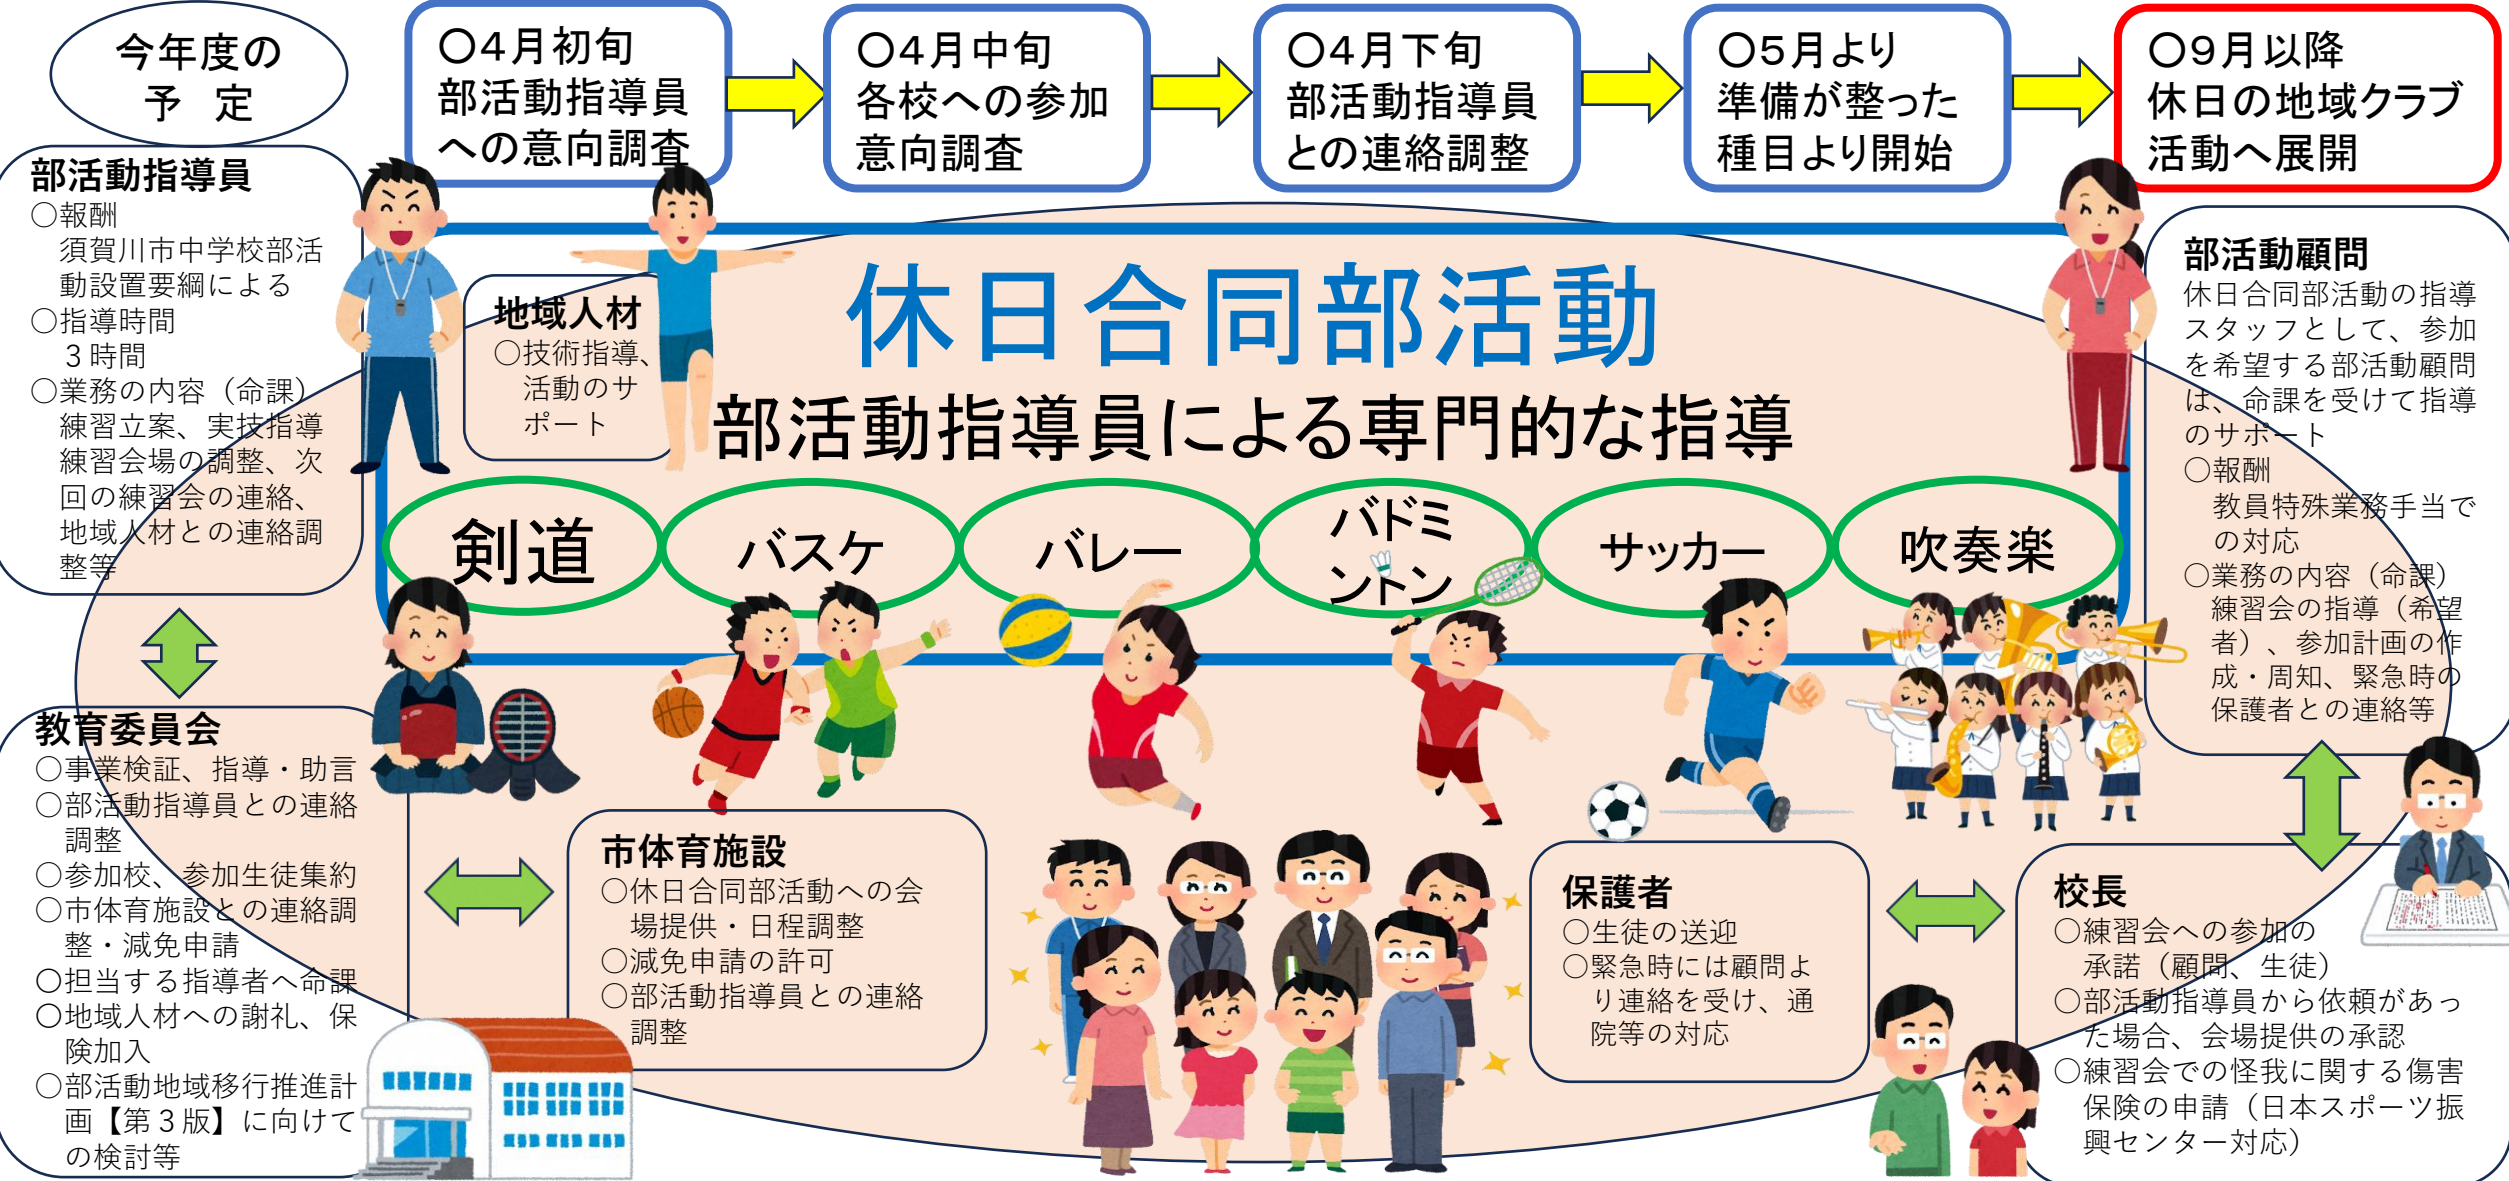 今年度の
予　定
〇４月初旬
部活動指導員
への意向調査
〇４月中旬
各校への参加
意向調査
〇４月下旬
部活動指導員
との連絡調整
〇５月より
準備が整った
種目より開始
〇９月以降
休日の地域クラブ
活動へ展開
部活動指導員
○報酬
須賀川市中学校部活
動設置要綱による
○指導時間
３時間
○業務の内容（命課）
練習立案、実技指導
練習会場の調整、次
回の練習会の連絡、
地域人材との連絡調
整等
地域人材
○技術指導、
活動のサ
ポート
休日合同部活動
部活動指導員による専門的な指導
剣道
バスケ
バレー
バドミ
ントン
サッカー
吹奏楽
部活動顧問
休日合同部活動の指導
スタッフとして、参加
を希望する部活動顧問
は、命課を受けて指導
のサポート
○報酬
教員特殊業務手当で
の対応
○業務の内容（命課）
練習会の指導（希望
者）、参加計画の作
成・周知、緊急時の
保護者との連絡等
教育委員会
○事業検証、指導・助言
○部活動指導員との連絡
調整
○参加校、参加生徒集約
○市体育施設との連絡調
整・減免申請
〇担当する指導者へ命課
〇地域人材への謝礼、保
険加入
○部活動地域移行推進計
画【第３版】に向けて
の検討等
市体育施設
○休日合同部活動への会
場提供・日程調整
○減免申請の許可
○部活動指導員との連絡
調整
保護者
○生徒の送迎
○緊急時には顧問よ
り連絡を受け、通
院等の対応
校長
○練習会への参加の
承諾（顧問、生徒）
○部活動指導員から依頼があっ
た場合、会場提供の承認
○練習会での怪我に関する傷害
保険の申請（日本スポーツ振
興センター対応）